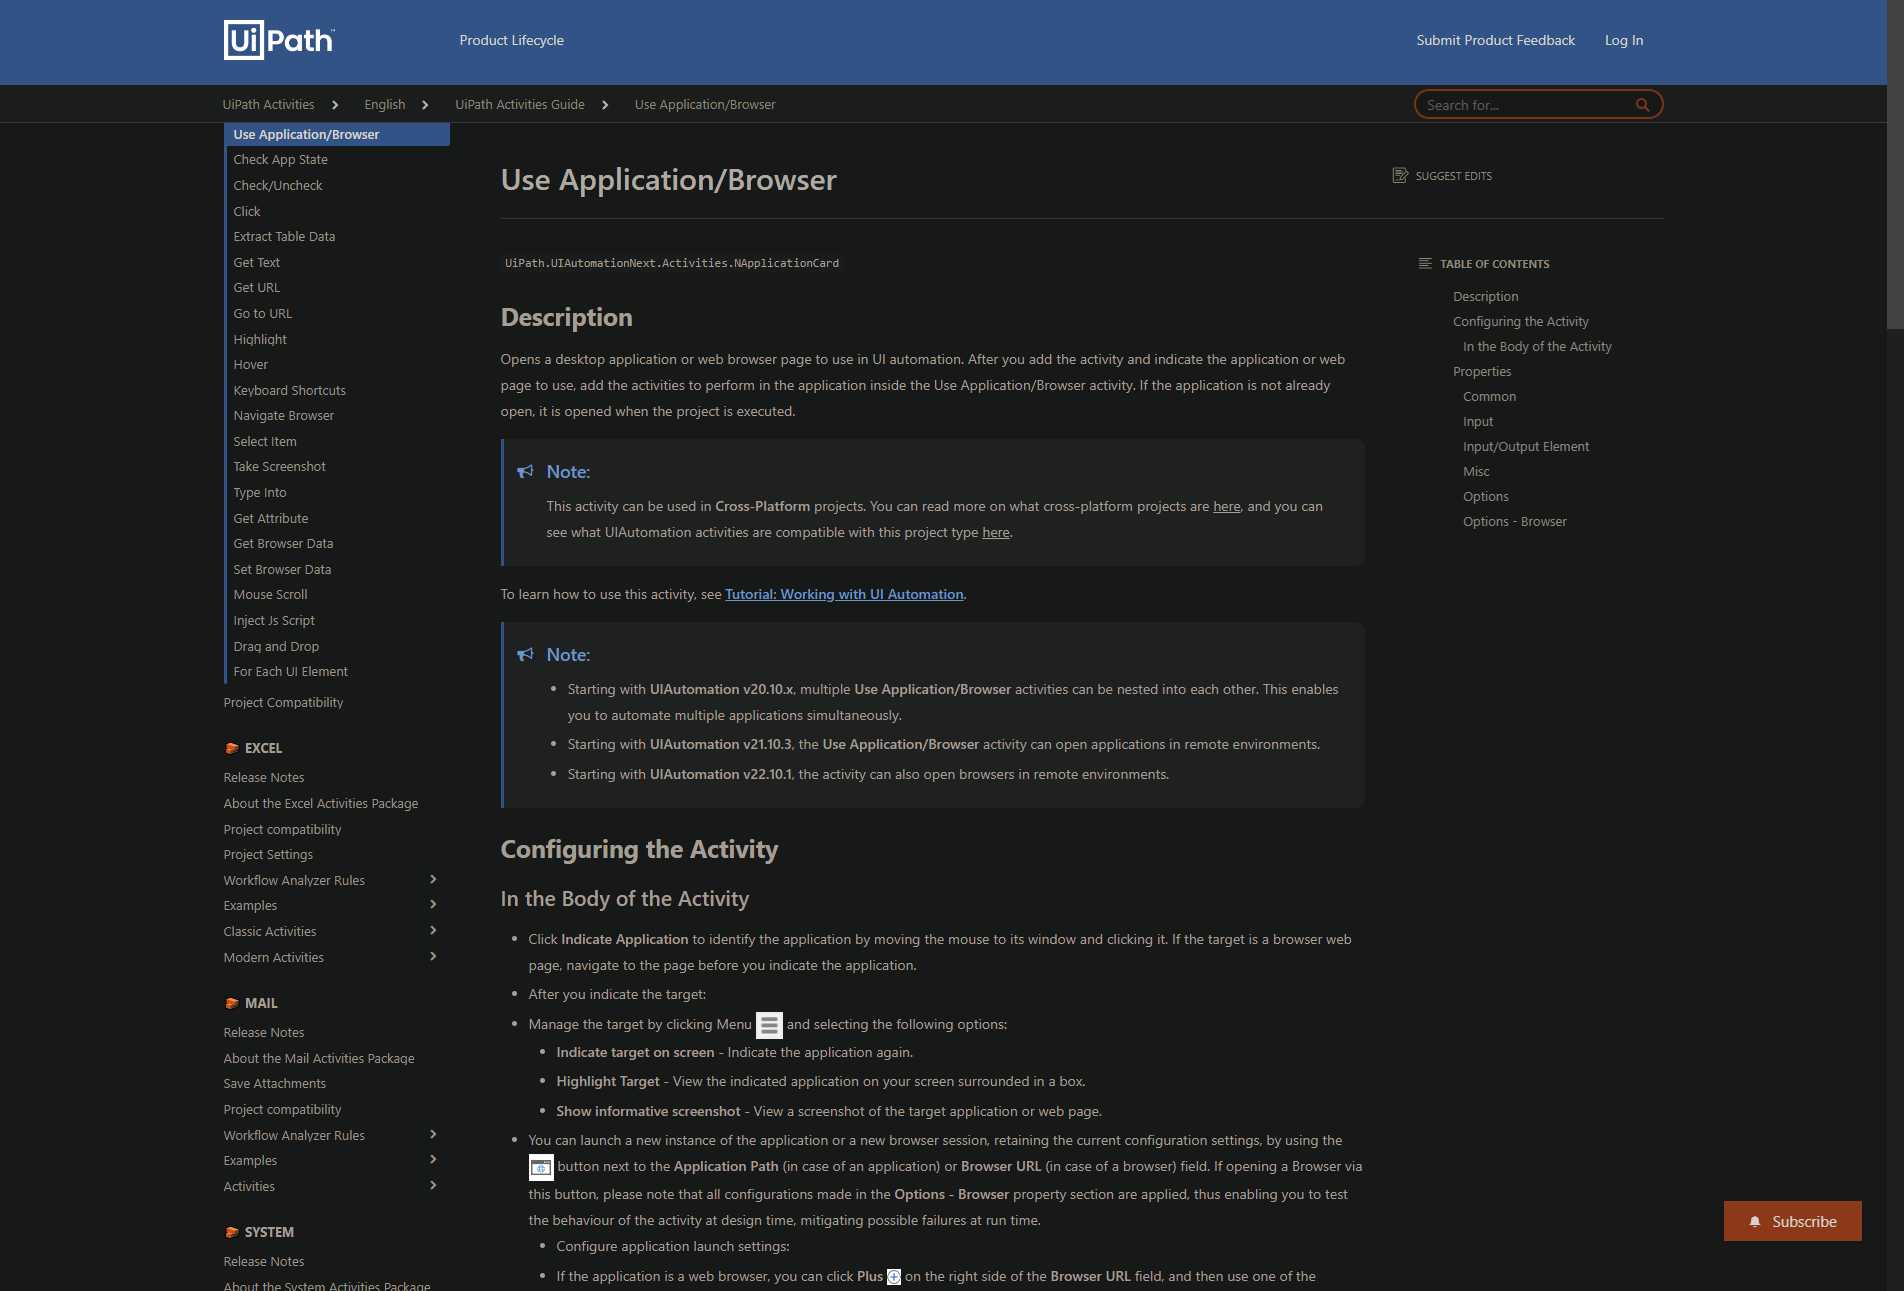 UiPath™
Product Lifecycle
Submit Product Feedback
Log In
UiPath Activities
English
UiPath Activities Guide
Use Application/Browser
Search for...
Use Application/Browser
Check App State
Check/Uncheck
Click
Extract Table Data
Get Text
Get URL
Go to URL
Highlight
Hover
Keyboard Shortcuts
Navigate Browser
Select Item
Take Screenshot
Type Into
Get Attribute
Get Browser Data
Set Browser Data
Mouse Scroll
Inject Js Script
Drag and Drop
For Each UI Element
Project Compatibility
EXCEL
Release Notes
About the Excel Activities Package
Project compatibility
Project Settings
Workflow Analyzer Rules
Examples
Classic Activities
Modern Activities
MAIL
Release Notes
About the Mail Activities Package
Save Attachments
Project compatibility
Workflow Analyzer Rules
Examples
Activities
SYSTEM
Release Notes
About the System Activities Package
Use Application/Browser
SUGGEST EDITS
UiPath.UIAutomationNext.Activities.NApplicationCard
Description
Opens a desktop application or web browser page to use in UI automation. After you add the activity and indicate the application or web
page to use, add the activities to perform in the application inside the Use Application/Browser activity. If the application is not already
open, it is opened when the project is executed.
Note:
This activity can be used in Cross-Platform projects. You can read more on what cross-platform projects are here, and you can
see what UIAutomation activities are compatible with this project type here.
To learn how to use this activity, see Tutorial: Working with UI Automation.
Note:
Starting with UIAutomation v20.10.x, multiple Use Application/Browser activities can be nested into each other. This enables
you to automate multiple applications simultaneously.
Starting with UIAutomation v21.10.3, the Use Application/Browser activity can open applications in remote environments.
Starting with UIAutomation v22.10.1, the activity can also open browsers in remote environments.
Configuring the Activity
In the Body of the Activity
Click Indicate Application to identify the application by moving the mouse to its window and clicking it. If the target is a browser web
page, navigate to the page before you indicate the application.
After you indicate the target:
Manage the target by clicking Menu and selecting the following options:
Indicate target on screen - Indicate the application again.
Highlight Target - View the indicated application on your screen surrounded in a box.
Show informative screenshot - View a screenshot of the target application or web page.
You can launch a new instance of the application or a new browser session, retaining the current configuration settings, by using the
button next to the Application Path (in case of an application) or Browser URL (in case of a browser) field. If opening a Browser via
this button, please note that all configurations made in the Options - Browser property section are applied, thus enabling you to test
the behaviour of the activity at design time, mitigating possible failures at run time.
Configure application launch settings:
If the application is a web browser, you can click Plus on the right side of the Browser URL field, and then use one of the
TABLE OF CONTENTS
Description
Configuring the Activity
In the Body of the Activity
Properties
Common
Input
Input/Output Element
Misc
Options
Options - Browser
Subscribe